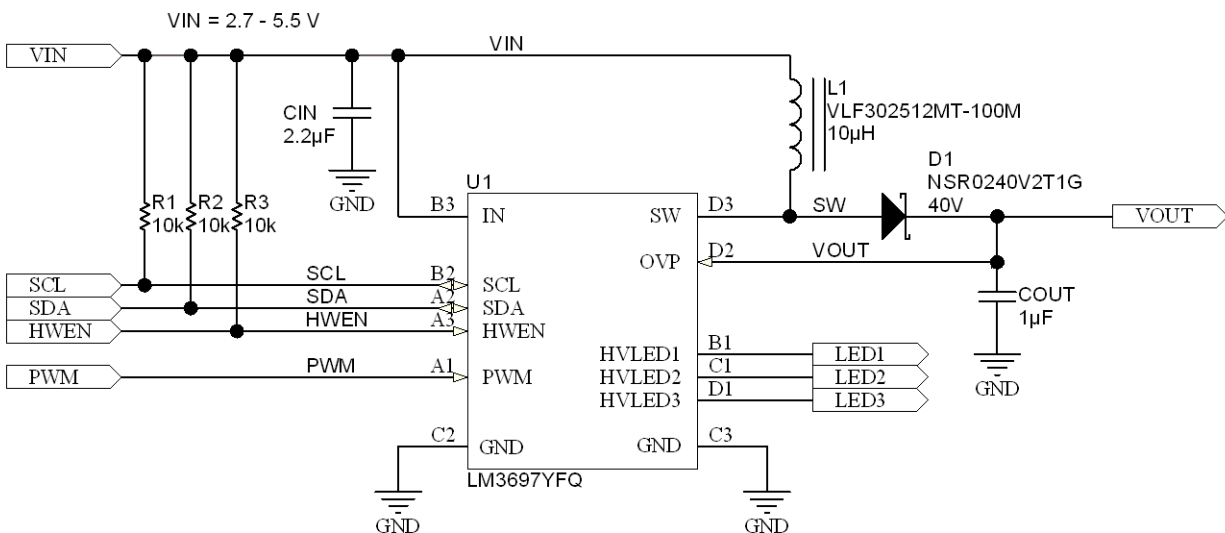 VIN = 2.7 - 5.5 V
VIN
VIN
CIN
2.2µF
GND
L1
VLF302512MT-100M
10µH
D1
NSR0240V2T1G
40V
R1
10k
R2
10k
R3
10k
U1
B3
IN
SW
D3
SW
VOUT
OVP
D2
VOUT
SCL
SCL
B2
SCL
SDA
SDA
A2
SDA
HWEN
HWEN
A3
HWEN
COUT
1µF
GND
HVLED1
B1
LED1
HVLED2
C1
LED2
HVLED3
D1
LED3
PWM
PWM
A1
PWM
C2
GND
GND
C3
LM3697YFQ
GND
GND